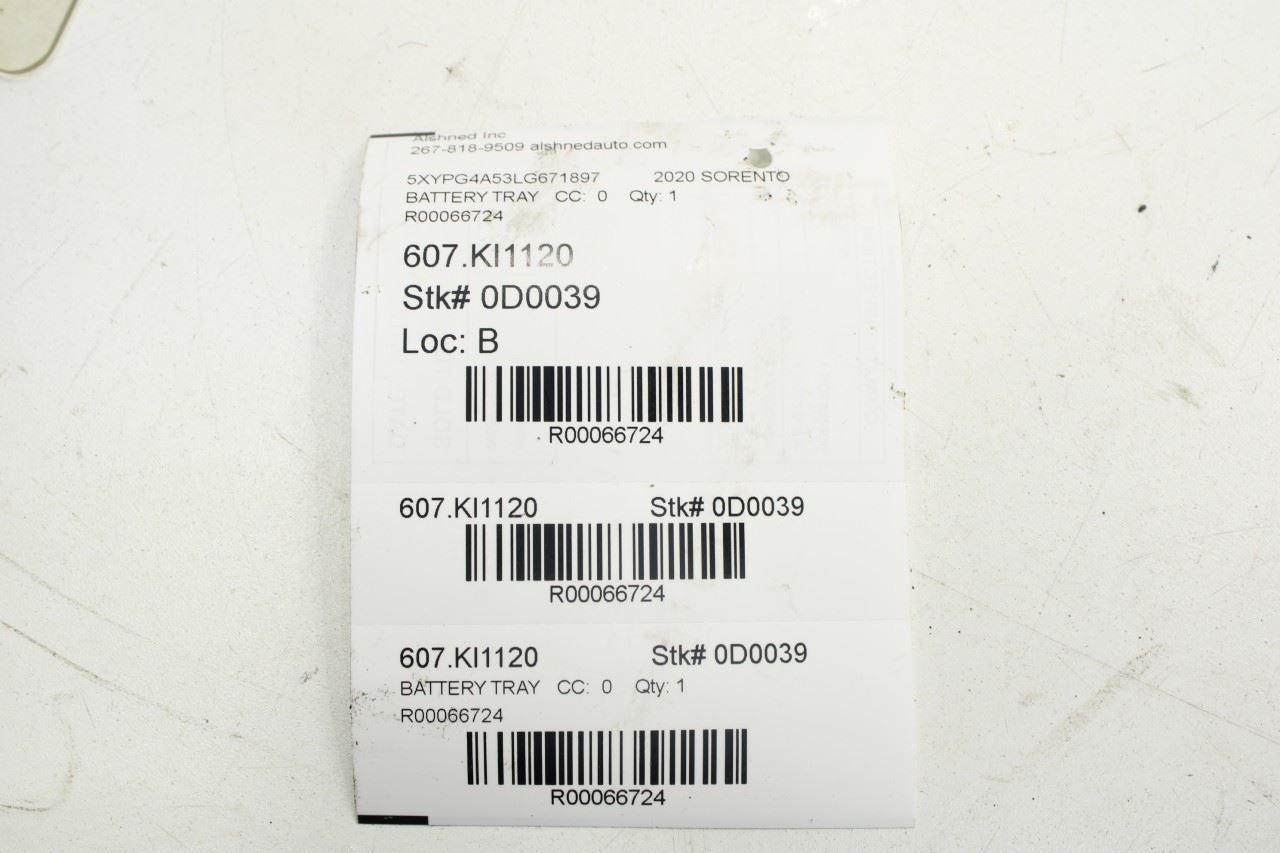 Alshned Inc
267-818-9509 alshnedauto.com
5XYPG4A53LG671897 2020 SORENTO
BATTERY TRAY CC: 0 Qty: 1
R00066724
607.KI1120
Stk# 0D0039
Loc: B
R00066724
607.KI1120 Stk# 0D0039
R00066724
607.KI1120 Stk# 0D0039
BATTERY TRAY CC: 0 Qty: 1
R00066724
R00066724